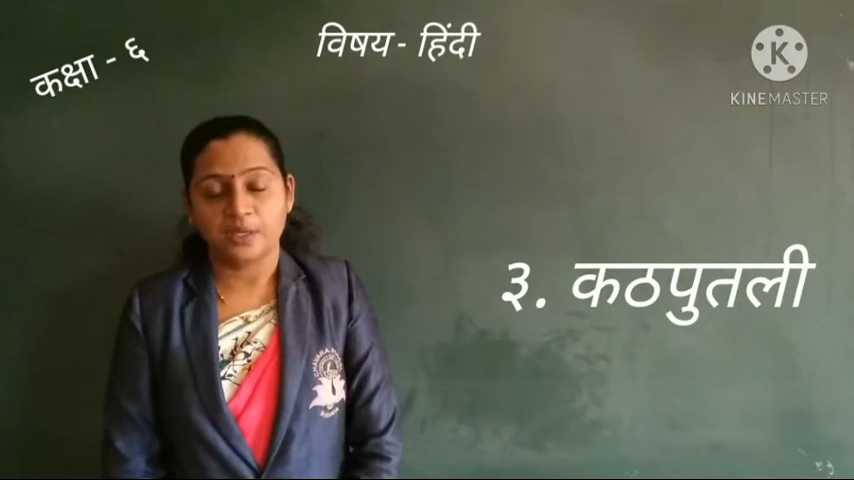 कक्षा - ६
विषय - हिंदी
KINEMASTER
३. कठपुतली